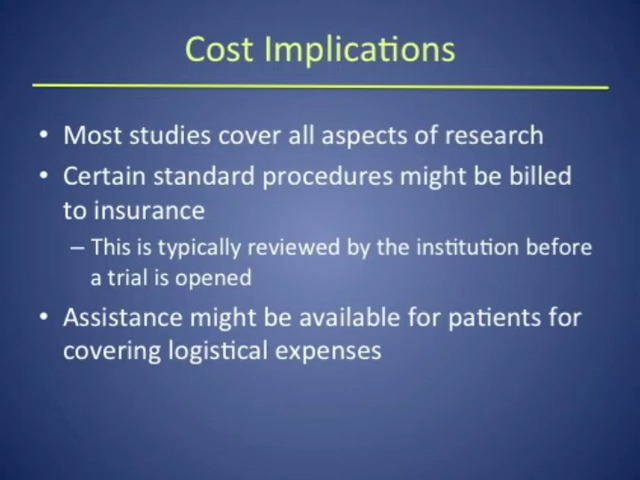 Cost Implications
• Most studies cover all aspects of research
• Certain standard procedures might be billed
to insurance
– This is typically reviewed by the institution before
a trial is opened
• Assistance might be available for patients for
covering logistical expenses